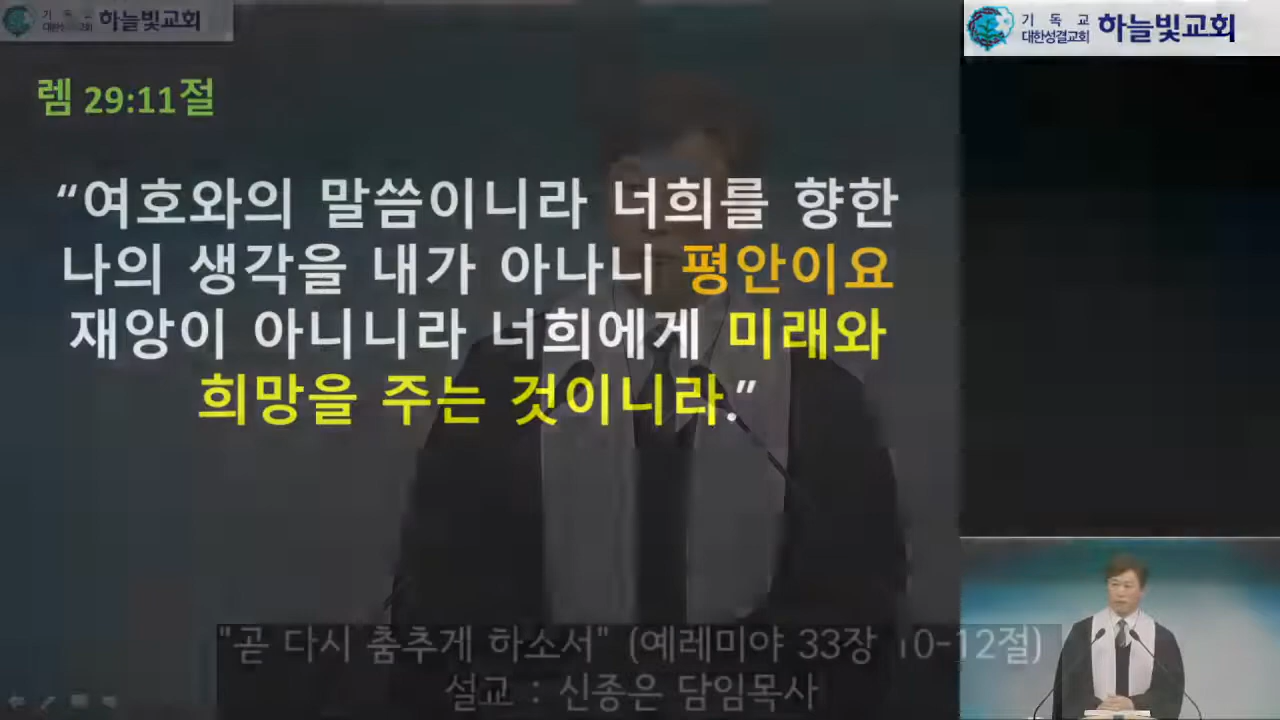 기 독 교
대한성결교회 하늘빛교회
기 독 교
대한성결교회 하늘빛교회
렘 29:11절
“여호와의 말씀이니라 너희를 향한
나의 생각을 내가 아나니 평안이요
재앙이 아니니라 너희에게 미래와
희망을 주는 것이니라.”
"곧 다시 춤추게 하소서" (예레미야 33장 10-12절)
설교 : 신종은 담임목사